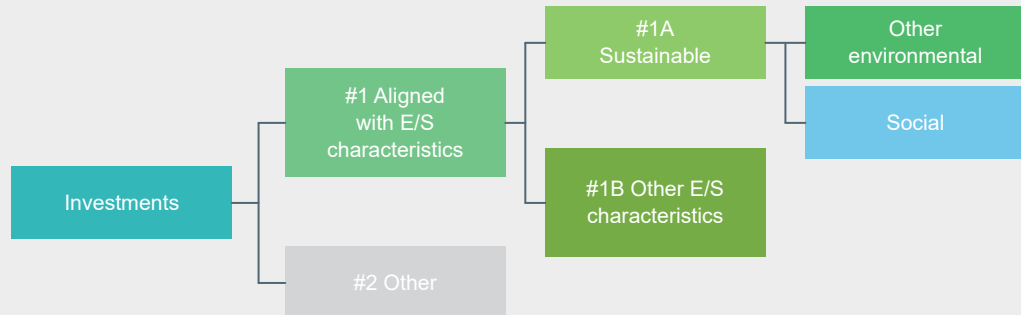 #1A
Sustainable
Other
environmental
#1 Aligned
with E/S
characteristics
Social
Investments
#1B Other E/S
characteristics
#2 Other